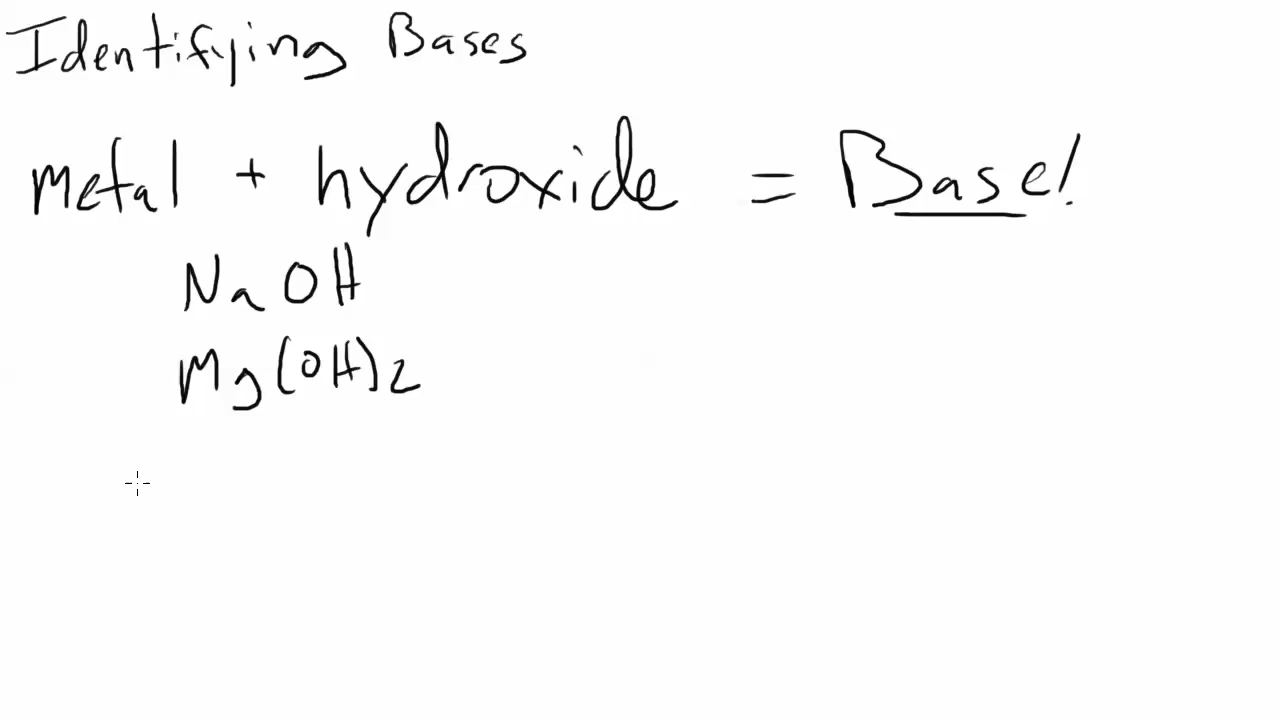 Identifying Bases
metal + hydroxide = Base!
NaOH
Mg(OH)2